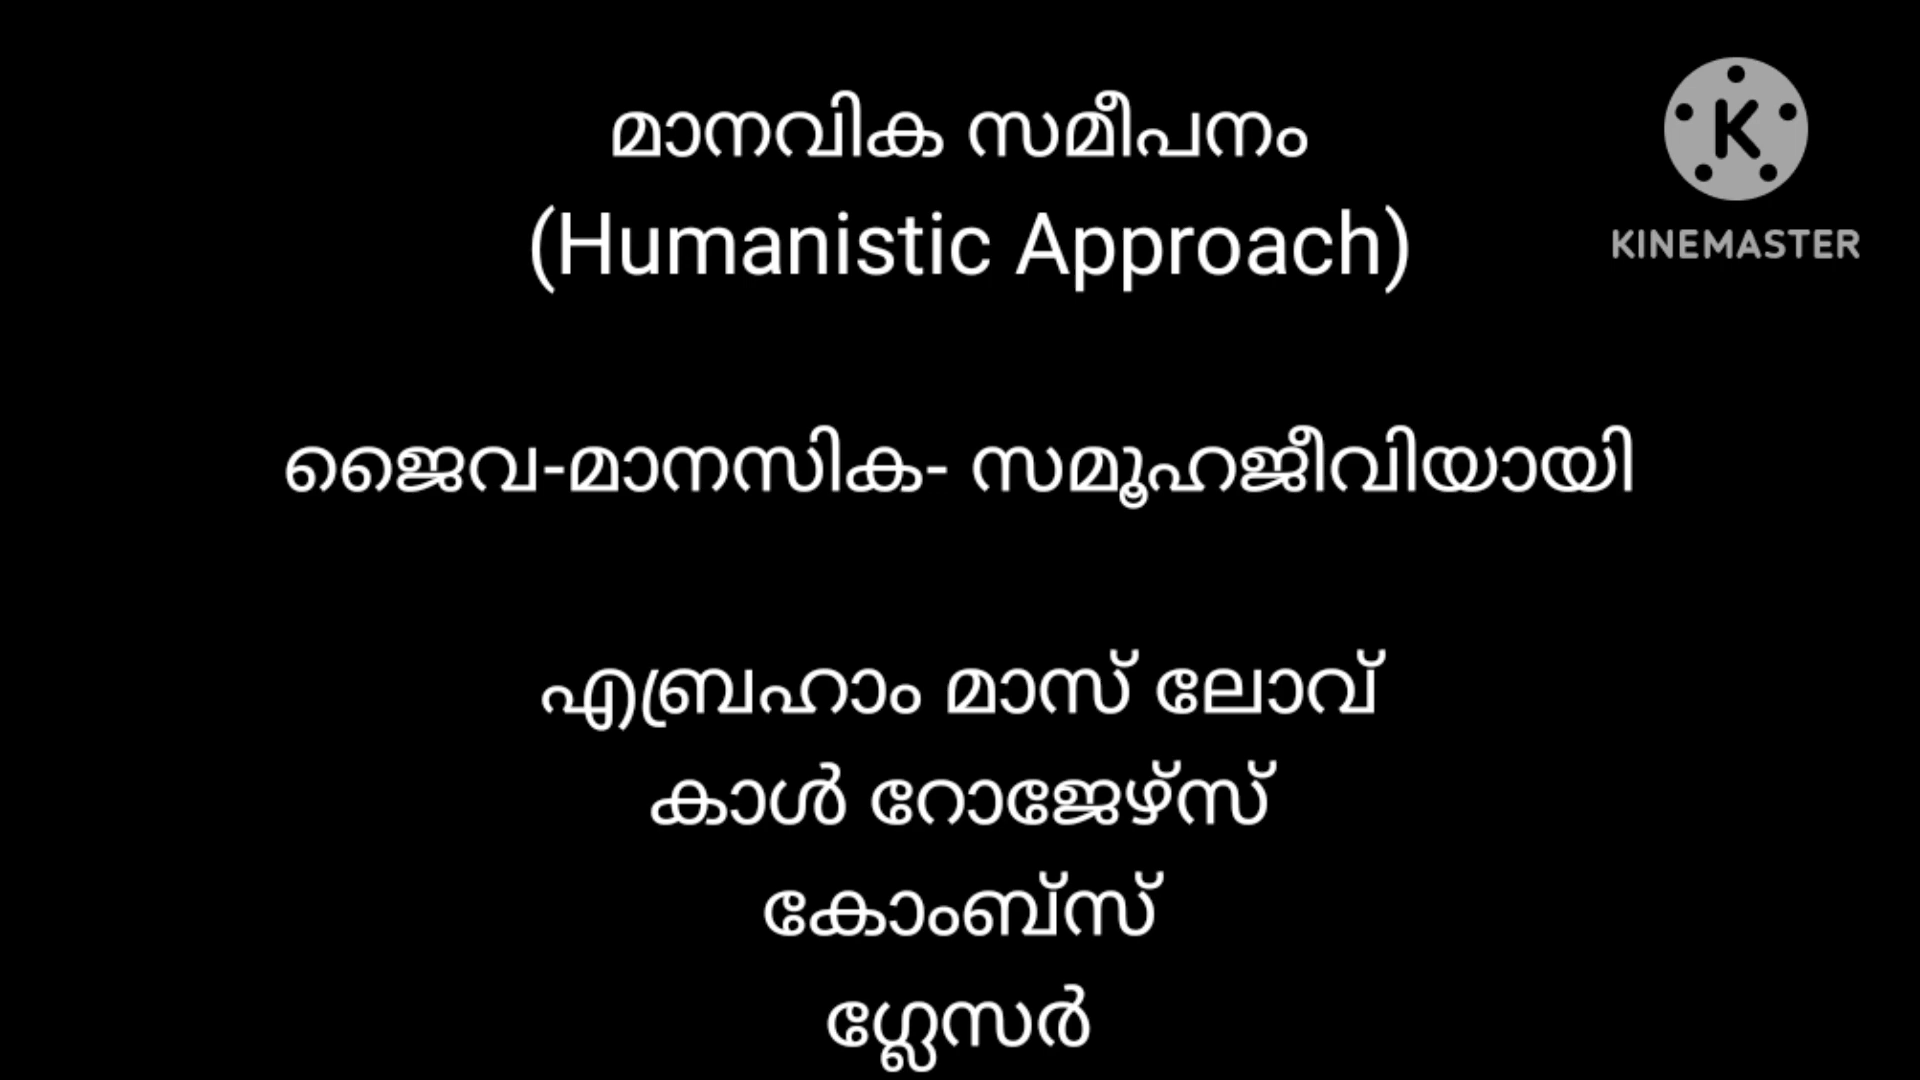 മാനവിക സമീപനം
(Humanistic Approach)
K
KINEMASTER
ജൈവ-മാനസിക- സമൂഹജീവിയായി
എബ്രഹാം മാസ് ലോവ്
കാൾ റോജേഴ്സ്
കോംബ്സ്
ഗ്ലേസർ